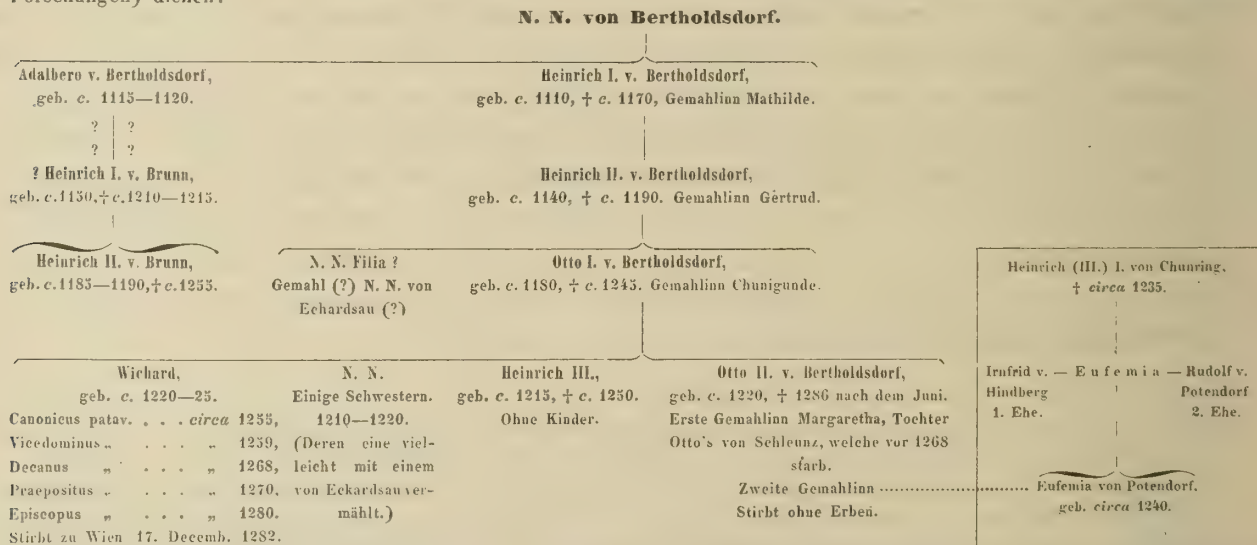 Forschungen) dienen:
N. N. von Bertholdsdorf.
Adalbero v. Bertholdsdorf,
geb. c. 1115—1120.
? ?
? ?
? Heinrich I. v. Brunn,
geb. c. 1150, † c. 1210—1215.
Heinrich II. v. Brunn,
geb. c. 1185—1190, † c. 1255.
Heinrich I. v. Bertholdsdorf,
geb. c. 1110, † c. 1170, Gemahlinn Mathilde.
Heinrich II. v. Bertholdsdorf,
geb. c. 1140, † c. 1190. Gemahlinn Gertrud.
N. N. Filia ?
Gemahl (?) N. N. von
Echardsau (?)
Otto I. v. Bertholdsdorf,
geb. c. 1180, † c. 1245. Gemahlinn Chunigunde.
Wichard,
geb. c. 1220—25.
Canonicus patav. . . . circa 1255,
Vicedominus „ . . . „ 1259,
Decanus „ . . . „ 1268,
Praepositus „ . . . „ 1270,
Episcopus „ . . . „ 1280.
Stirbt zu Wien 17. Decemb. 1282.
N. N.
Einige Schwestern.
1210—1220.
(Deren eine viel-
leicht mit einem
von Eckardsau ver-
mählt.)
Heinrich III.,
geb. c. 1215, † c. 1250.
Ohne Kinder.
Otto II. v. Bertholdsdorf,
geb. c. 1220, † 1286 nach dem Juni.
Erste Gemahlinn Margaretha, Tochter
Otto's von Schleunz, welche vor 1268
starb.
Zweite Gemahlinn
Stirbt ohne Erben.
Heinrich (III.) I. von Chunring,
† circa 1235.
Irnfrid v. — Eufemia — Rudolf v.
Hindberg Potendorf
1. Ehe. 2. Ehe.
Eufemia von Potendorf,
geb. circa 1240.